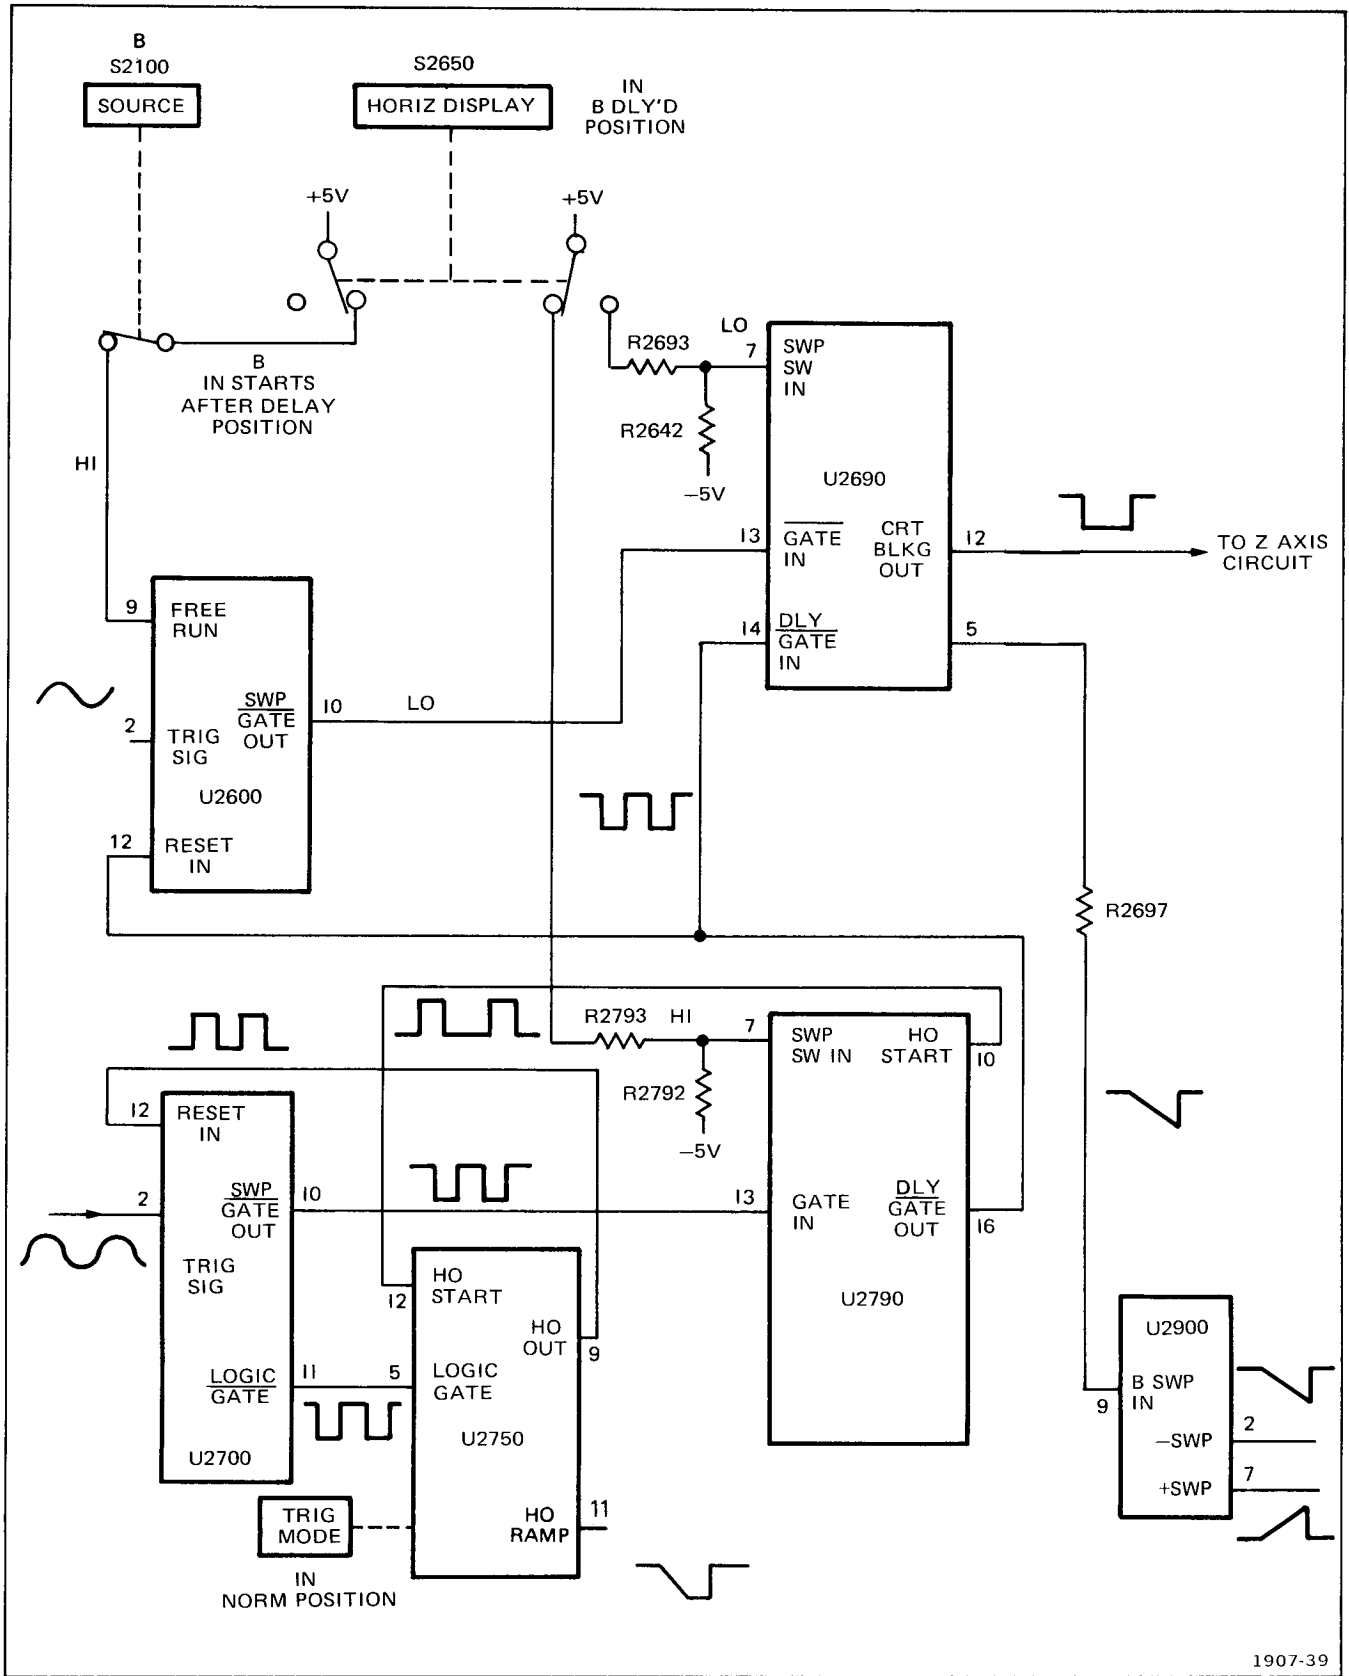 B
S2100
SOURCE
S2650
HORIZ DISPLAY
IN
B DLY'D
POSITION
+5V
+5V
B
IN STARTS
AFTER DELAY
POSITION
HI
R2693
LO
7
SWP
SW
IN
R2642
−5V
U2690
13
GATE
IN
CRT
BLKG
OUT
12
TO Z AXIS
CIRCUIT
14
DLY
GATE
IN
5
9
FREE
RUN
SWP
GATE
OUT
10
LO
2
TRIG
SIG
U2600
12
RESET
IN
R2697
R2793
HI
7
SWP
SW IN
HO
START
10
R2792
−5V
12
RESET
IN
2
SWP
GATE
OUT
10
13
GATE
IN
DLY
GATE
OUT
16
TRIG
SIG
U2790
12
HO
START
HO
OUT
9
LOGIC
GATE
11
5
LOGIC
GATE
U2750
U2700
TRIG
MODE
HO
RAMP
11
IN
NORM POSITION
U2900
9
B SWP
IN
−SWP
2
+SWP
7
1907-39